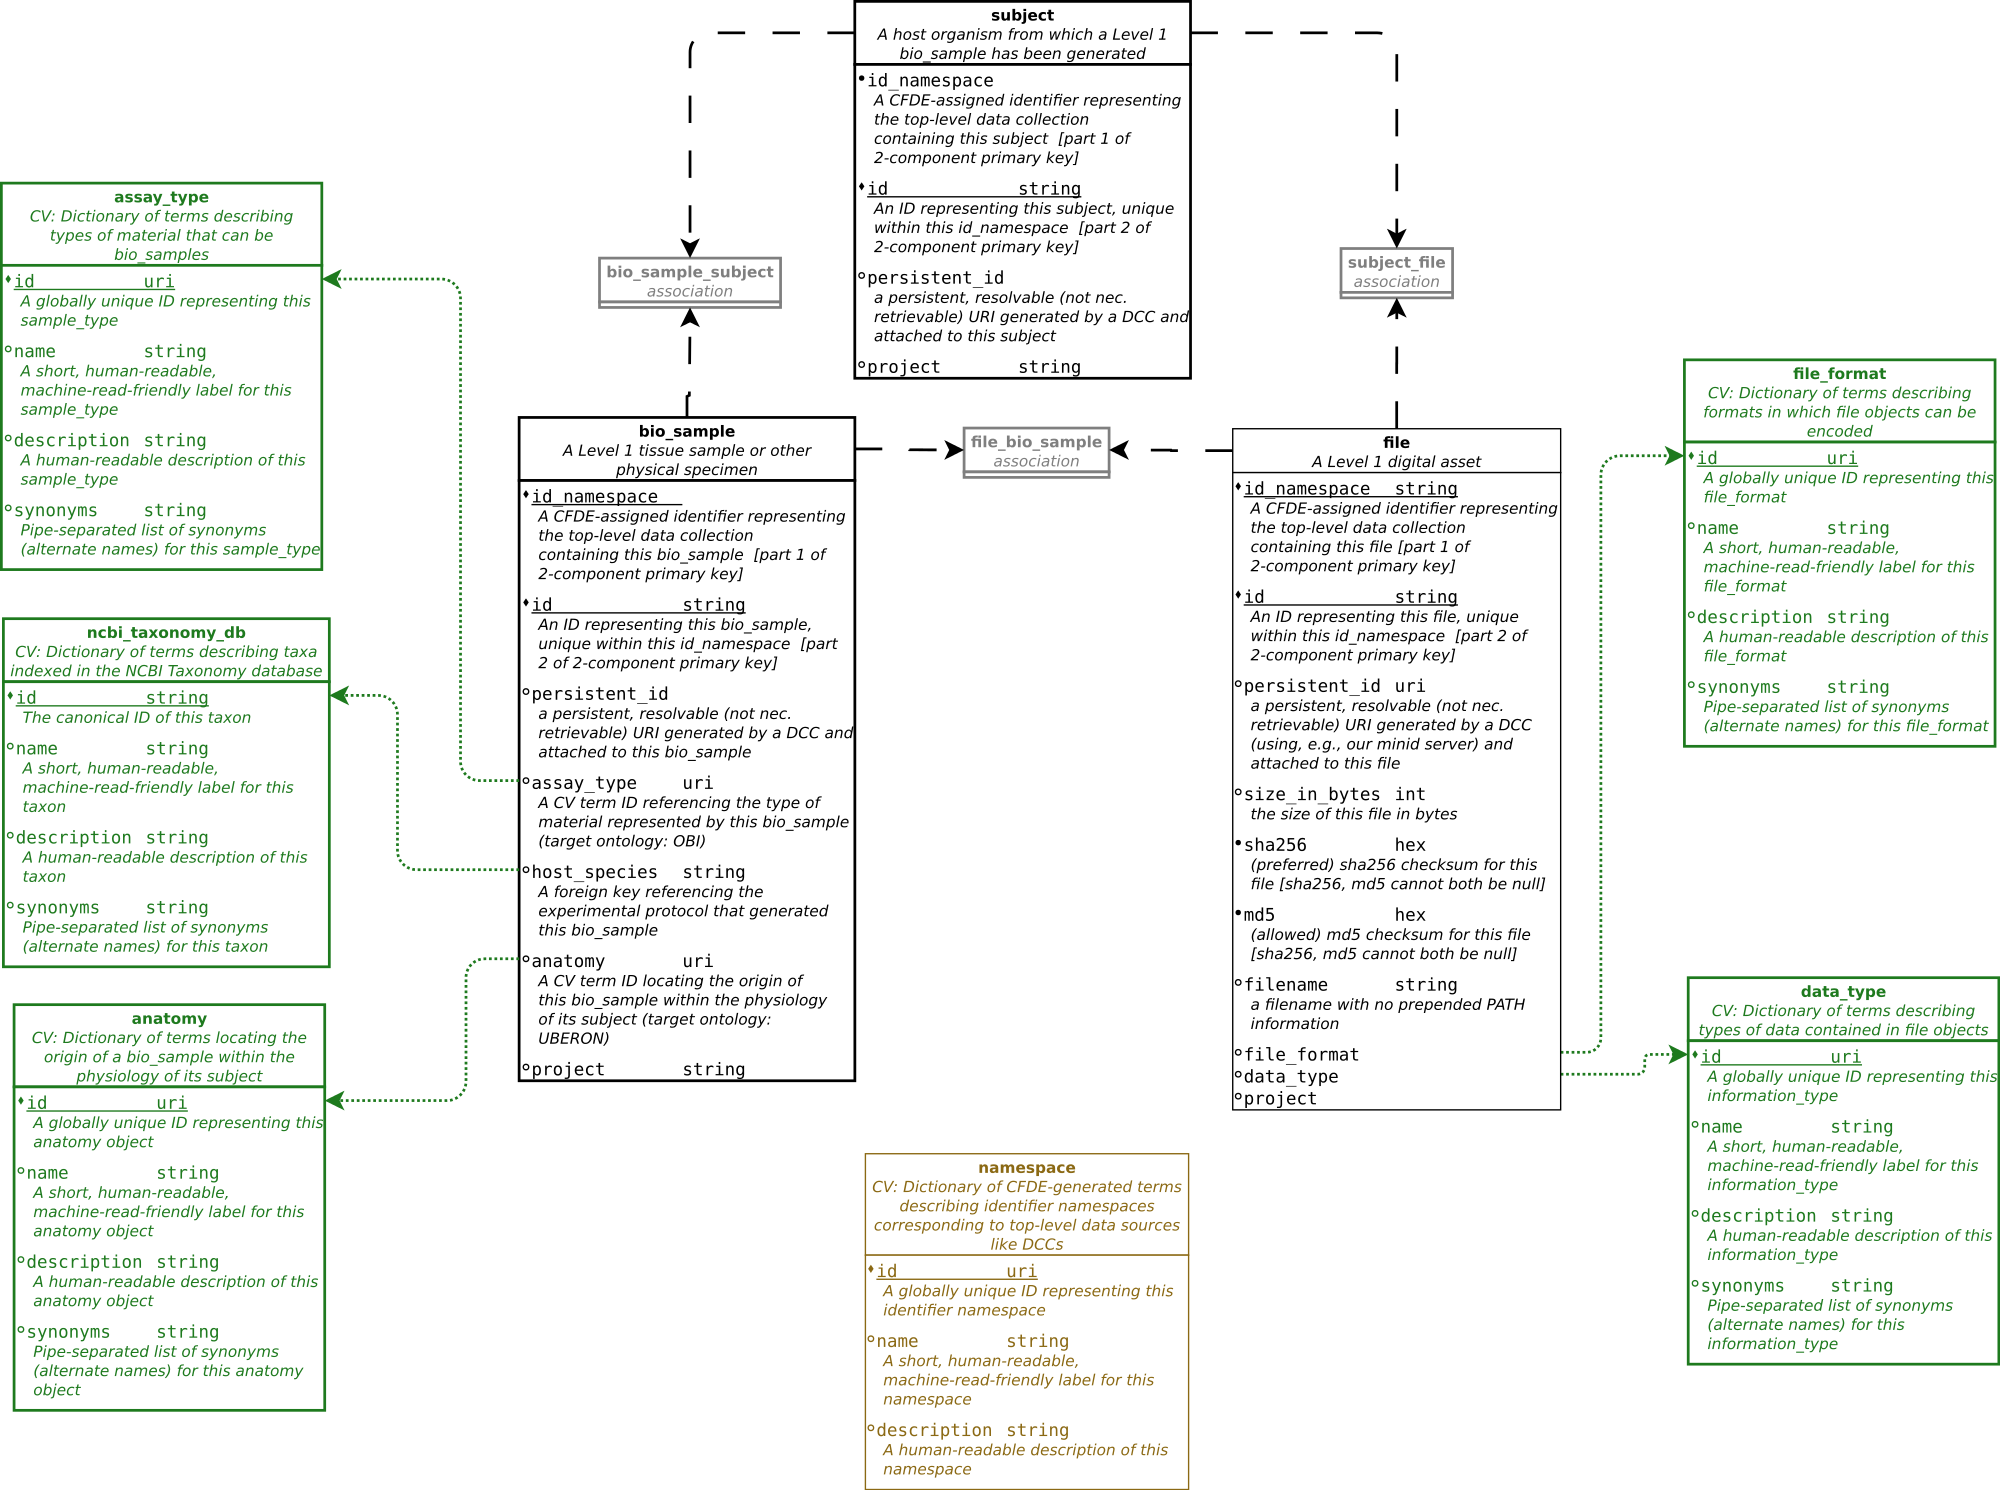 subject
A host organism from which a Level 1
bio_sample has been generated
id_namespace
A CFDE-assigned identifier representing
the top-level data collection
containing this subject [part 1 of
2-component primary key]
id string
An ID representing this subject, unique
within this id_namespace [part 2 of
2-component primary key]
persistent_id
a persistent, resolvable (not nec.
retrievable) URI generated by a DCC and
attached to this subject
project string
assay_type
CV: Dictionary of terms describing
types of material that can be
bio_samples
id uri
A globally unique ID representing this
sample_type
name string
A short, human-readable,
machine-read-friendly label for this
sample_type
description string
A human-readable description of this
sample_type
synonyms string
Pipe-separated list of synonyms
(alternate names) for this sample_type
bio_sample_subject
association
subject_file
association
file_bio_sample
association
ncbi_taxonomy_db
CV: Dictionary of terms describing taxa
indexed in the NCBI Taxonomy database
id string
The canonical ID of this taxon
name string
A short, human-readable,
machine-read-friendly label for this
taxon
description string
A human-readable description of this
taxon
synonyms string
Pipe-separated list of synonyms
(alternate names) for this taxon
anatomy
CV: Dictionary of terms locating the
origin of a bio_sample within the
physiology of its subject
id uri
A globally unique ID representing this
anatomy object
name string
A short, human-readable,
machine-read-friendly label for this
anatomy object
description string
A human-readable description of this
anatomy object
synonyms string
Pipe-separated list of synonyms
(alternate names) for this anatomy
object
bio_sample
A Level 1 tissue sample or other
physical specimen
id_namespace
A CFDE-assigned identifier representing
the top-level data collection
containing this bio_sample [part 1 of
2-component primary key]
id string
An ID representing this bio_sample,
unique within this id_namespace [part
2 of 2-component primary key]
persistent_id
a persistent, resolvable (not nec.
retrievable) URI generated by a DCC and
attached to this bio_sample
assay_type uri
A CV term ID referencing the type of
material represented by this bio_sample
(target ontology: OBI)
host_species string
A foreign key referencing the
experimental protocol that generated
this bio_sample
anatomy uri
A CV term ID locating the origin of
this bio_sample within the physiology
of its subject (target ontology:
UBERON)
project string
file
A Level 1 digital asset
id_namespace string
A CFDE-assigned identifier representing
the top-level data collection
containing this file [part 1 of
2-component primary key]
id string
An ID representing this file, unique
within this id_namespace [part 2 of
2-component primary key]
persistent_id uri
a persistent, resolvable (not nec.
retrievable) URI generated by a DCC
(using, e.g., our minid server) and
attached to this file
size_in_bytes int
the size of this file in bytes
sha256 hex
(preferred) sha256 checksum for this
file [sha256, md5 cannot both be null]
md5 hex
(allowed) md5 checksum for this file
[sha256, md5 cannot both be null]
filename string
a filename with no prepended PATH
information
file_format
data_type
project
file_format
CV: Dictionary of terms describing
formats in which file objects can be
encoded
id uri
A globally unique ID representing this
file_format
name string
A short, human-readable,
machine-read-friendly label for this
file_format
description string
A human-readable description of this
file_format
synonyms string
Pipe-separated list of synonyms
(alternate names) for this file_format
data_type
CV: Dictionary of terms describing
types of data contained in file objects
id uri
A globally unique ID representing this
information_type
name string
A short, human-readable,
machine-read-friendly label for this
information_type
description string
A human-readable description of this
information_type
synonyms string
Pipe-separated list of synonyms
(alternate names) for this
information_type
namespace
CV: Dictionary of CFDE-generated terms
describing identifier namespaces
corresponding to top-level data sources
like DCCs
id uri
A globally unique ID representing this
identifier namespace
name string
A short, human-readable,
machine-read-friendly label for this
namespace
description string
A human-readable description of this
namespace